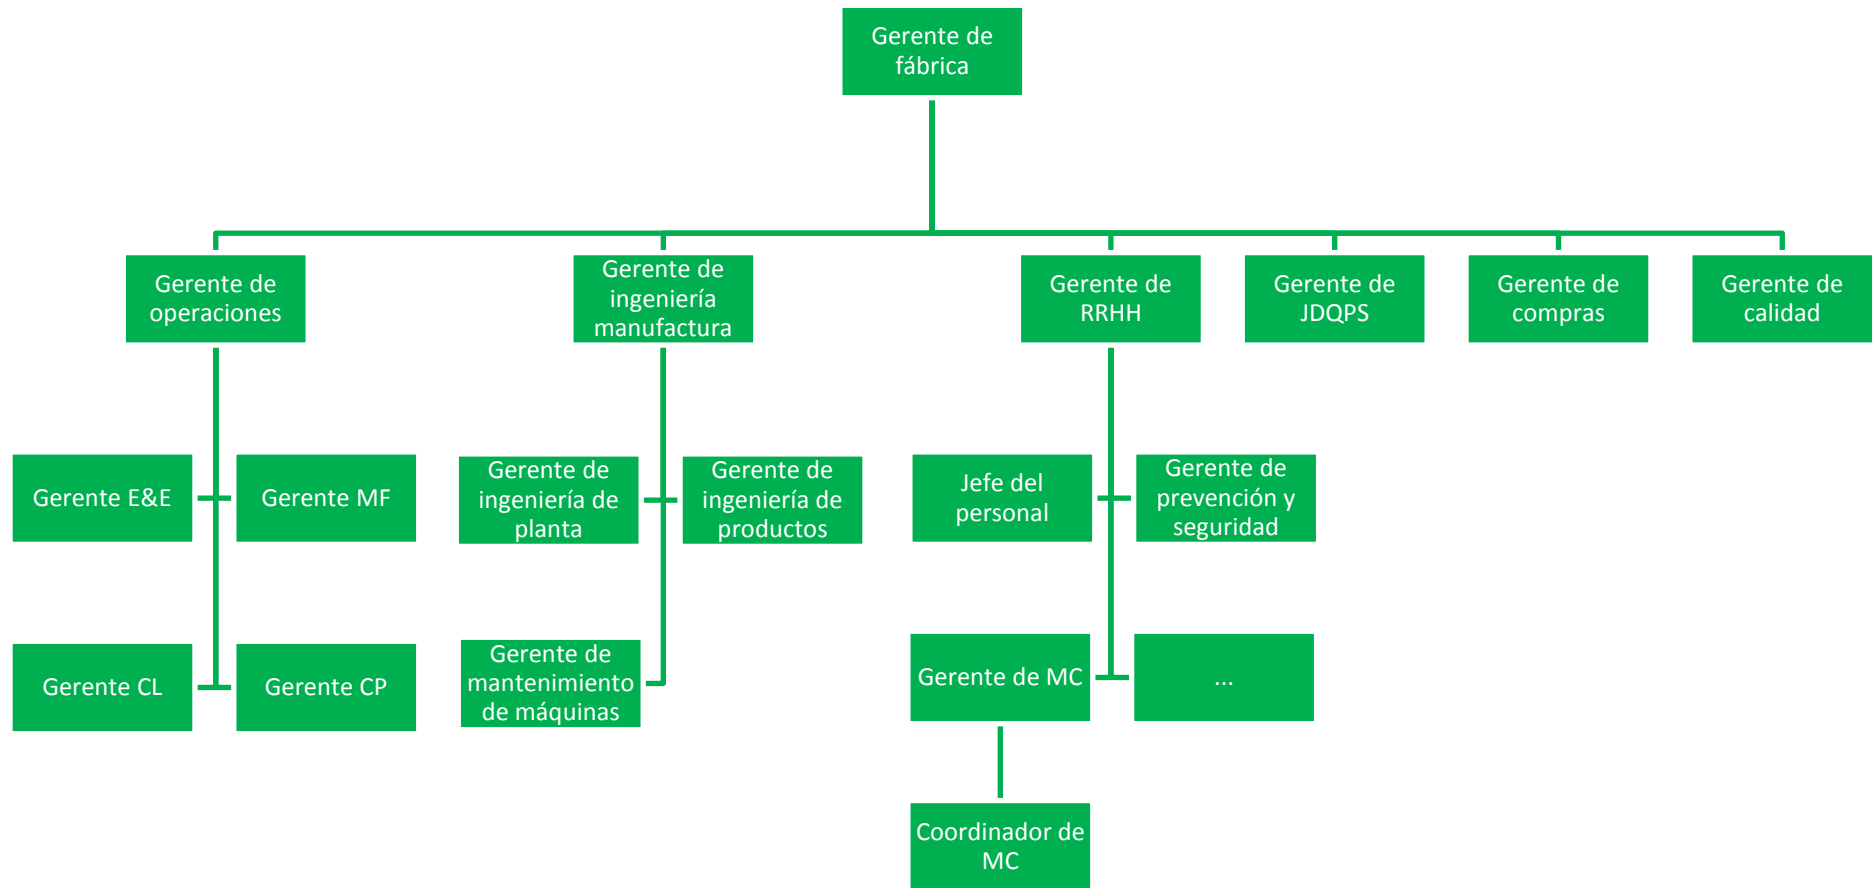 Gerente de
fábrica
Gerente de
operaciones
Gerente de
ingeniería
manufactura
Gerente de
RRHH
Gerente de
JDQPS
Gerente de
compras
Gerente de
calidad
Gerente E&E
Gerente MF
Gerente de
ingeniería de
planta
Gerente de
ingeniería de
productos
Jefe del
personal
Gerente de
prevención y
seguridad
Gerente CL
Gerente CP
Gerente de
mantenimiento
de máquinas
Gerente de MC
...
Coordinador de
MC